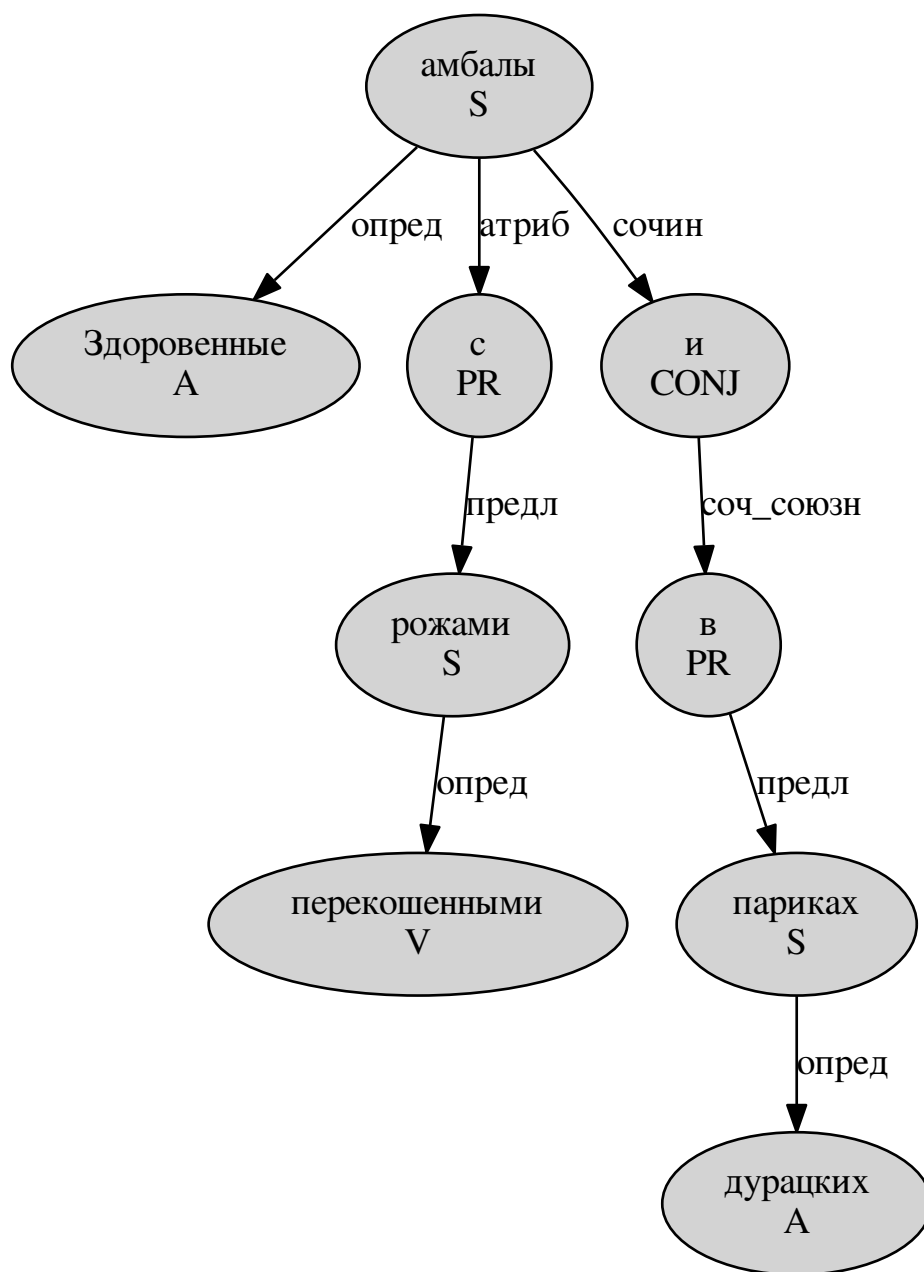 амбалы
S
опред
атриб
сочин
Здоровенные
A
с
PR
и
CONJ
предл
соч_союзн
рожами
S
в
PR
опред
предл
перекошенными
V
париках
S
опред
дурацких
A